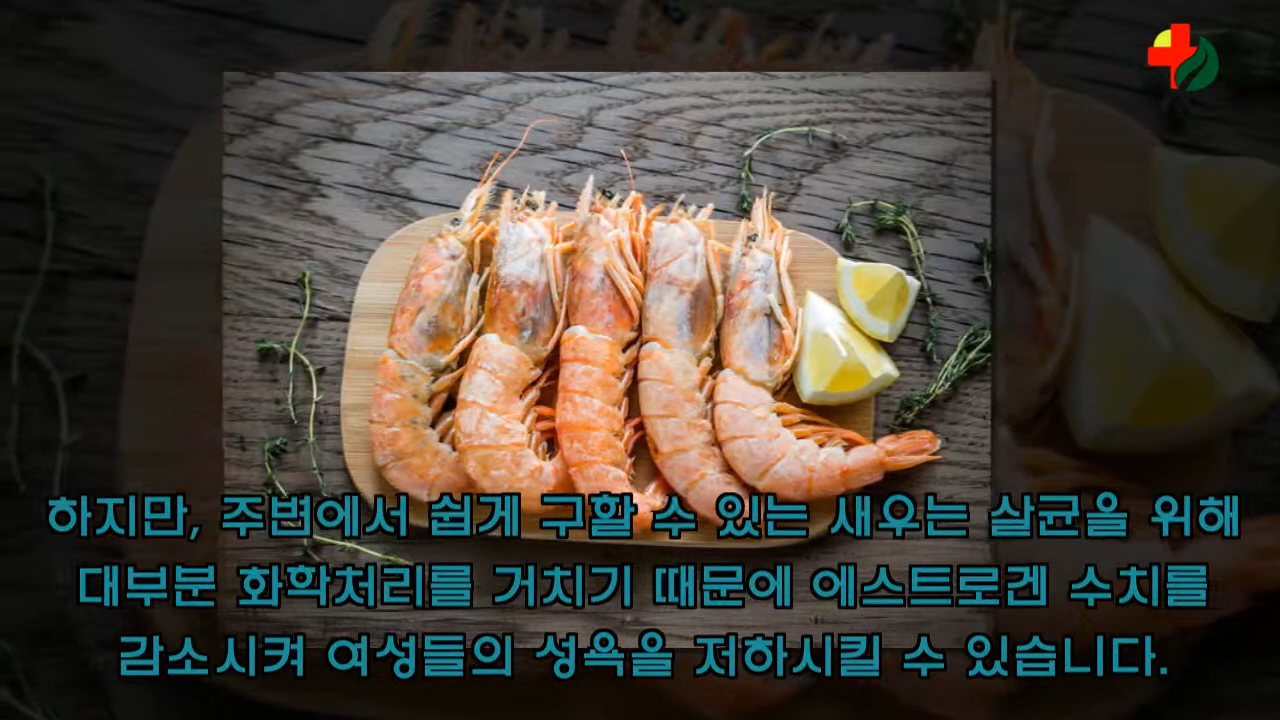 하지만, 주변에서 쉽게 구할 수 있는 새우는 살균을 위해
대부분 화학처리를 거치기 때문에 에스트로겐 수치를
감소시켜 여성들의 성욕을 저하시킬 수 있습니다.